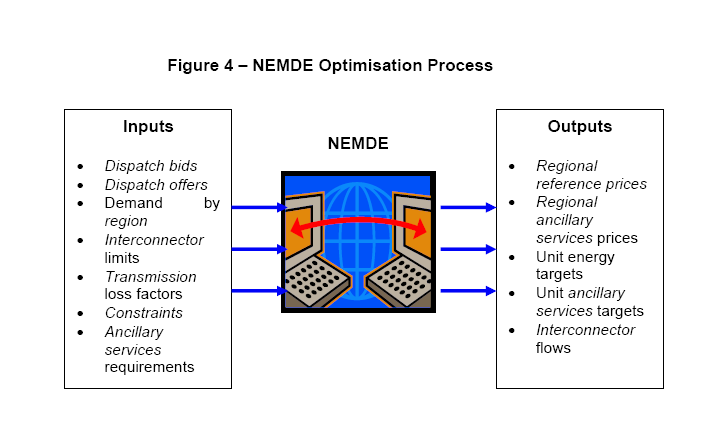 Figure 4 – NEMDE Optimisation Process
Inputs
• Dispatch bids
• Dispatch offers
• Demand by
region
• Interconnector
limits
• Transmission
loss factors
• Constraints
• Ancillary
services
requirements
NEMDE
Outputs
• Regional
reference prices
• Regional
ancillary
services prices
• Unit energy
targets
• Unit ancillary
services targets
• Interconnector
flows